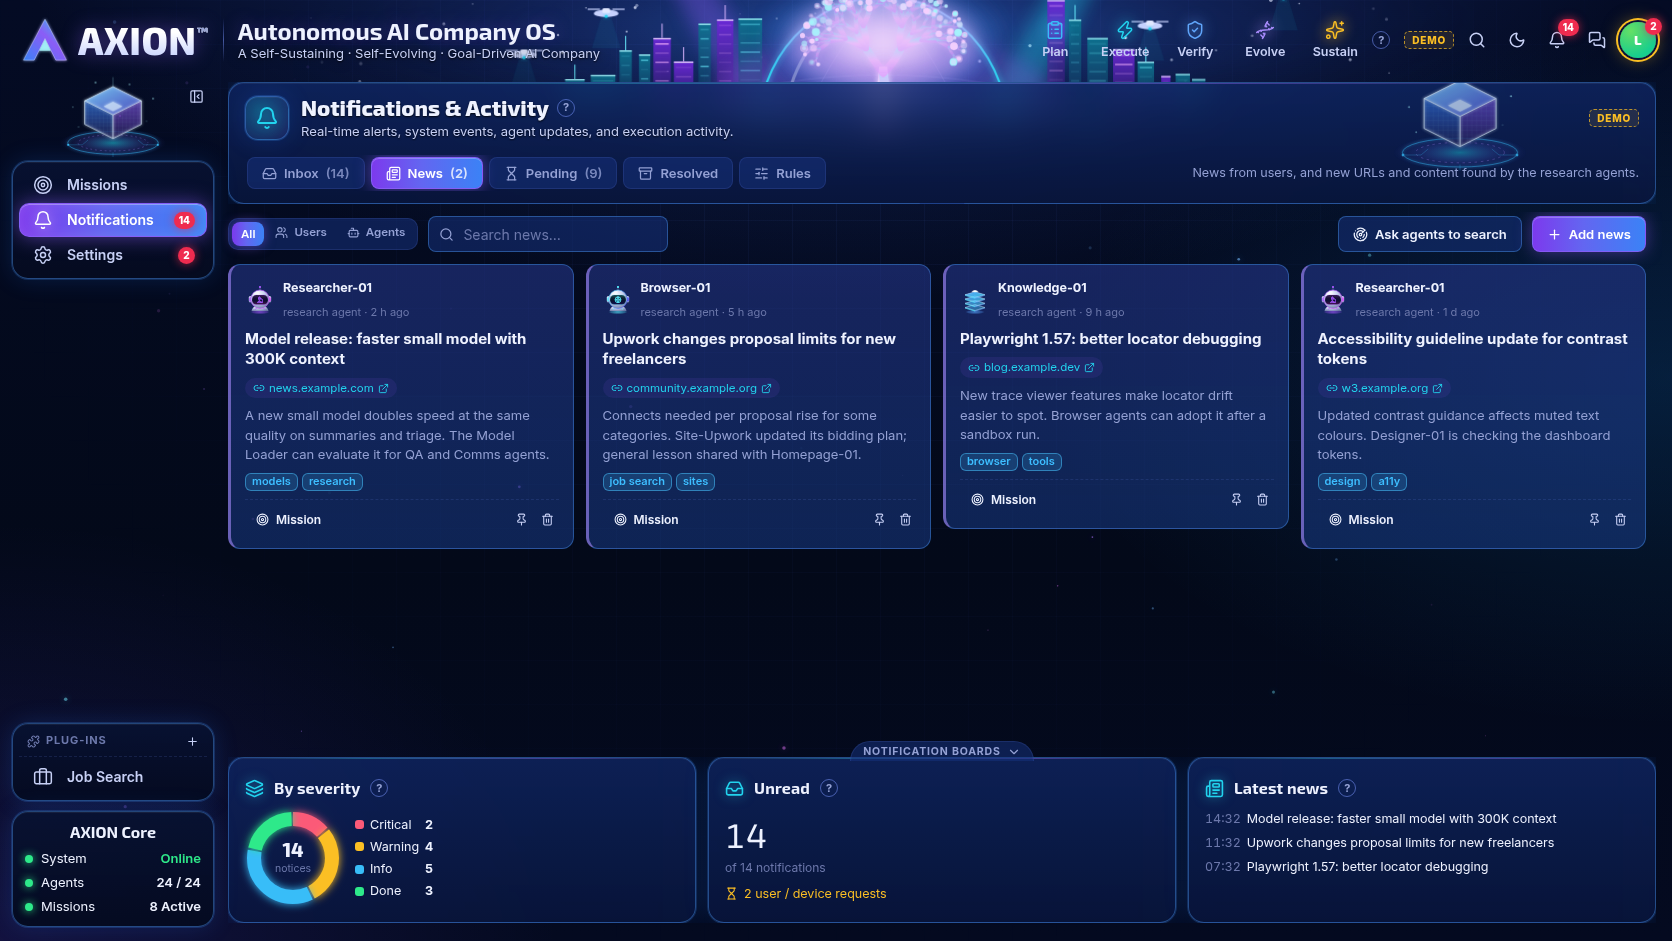 AXION™
Autonomous AI Company OS
A Self-Sustaining · Self-Evolving · Goal-Driven AI Company
Plan
Execute
Verify
Evolve
Sustain
?
DEMO
14
L
2
Missions
Notifications
14
Settings
2
Notifications & Activity
?
Real-time alerts, system events, agent updates, and execution activity.
DEMO
Inbox (14)
News (2)
Pending (9)
Resolved
Rules
News from users, and new URLs and content found by the research agents.
All
Users
Agents
Search news...
Ask agents to search
Add news
Researcher-01
research agent · 2 h ago
Model release: faster small model with
300K context
news.example.com
A new small model doubles speed at the same
quality on summaries and triage. The Model
Loader can evaluate it for QA and Comms agents.
models
research
Mission
Browser-01
research agent · 5 h ago
Upwork changes proposal limits for new
freelancers
community.example.org
Connects needed per proposal rise for some
categories. Site-Upwork updated its bidding plan;
general lesson shared with Homepage-01.
job search
sites
Mission
Knowledge-01
research agent · 9 h ago
Playwright 1.57: better locator debugging
blog.example.dev
New trace viewer features make locator drift
easier to spot. Browser agents can adopt it after a
sandbox run.
browser
tools
Mission
Researcher-01
research agent · 1 d ago
Accessibility guideline update for contrast
tokens
w3.example.org
Updated contrast guidance affects muted text
colours. Designer-01 is checking the dashboard
tokens.
design
a11y
Mission
PLUG-INS
Job Search
AXION Core
System Online
Agents 24 / 24
Missions 8 Active
NOTIFICATION BOARDS
By severity
?
14
notices
Critical 2
Warning 4
Info 5
Done 3
Unread
?
14
of 14 notifications
2 user / device requests
Latest news
?
14:32 Model release: faster small model with 300K context
11:32 Upwork changes proposal limits for new freelancers
07:32 Playwright 1.57: better locator debugging